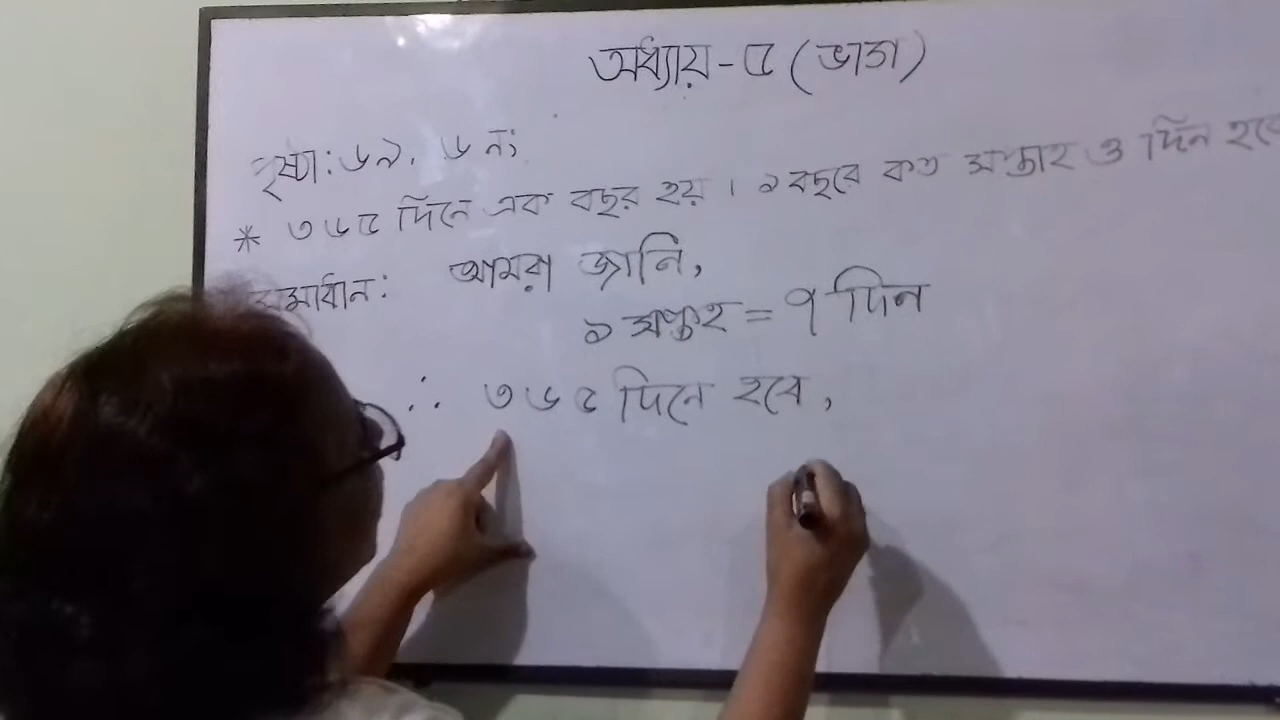 অধ্যায় - ৫ (ভাগ)
পৃষ্ঠা: ৬৯. ৬ নং
* ৩৬৫ দিনে এক বছর হয়। ১ বছরে কত সপ্তাহ ও দিন হবে
সমাধান: আমরা জানি,
১ সপ্তাহ = ৭ দিন
∴ ৩৬৫ দিনে হবে,